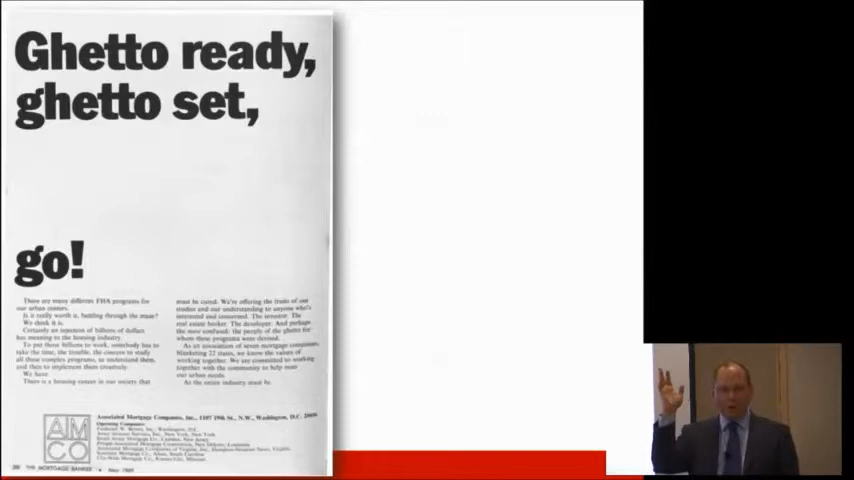 Ghetto ready,
ghetto set,
go!
There are many different FHA programs for
our urban centers.
Is it really worth it, battling through the maze?
We think it is.
Certainly an injection of billions of dollars
has meaning to the housing industry.
To put those billions to work, somebody has to
take the time, the trouble, the concern to study
all these complex programs, to understand them,
and then to implement them creatively.
We have.
There is a housing cancer in our society that
must be cured. We're offering the fruits of our
studies and our understanding to anyone who's
interested and concerned. The investor. The
real estate broker. The developer. And perhaps
the most confused: the people of the ghetto for
whom these programs were devised.
As an association of seven mortgage companies,
blanketing 22 states, we know the values of
working together. We are committed to working
together with the community to help meet
our urban needs.
As the entire industry must be.
AMCO
Associated Mortgage Companies, Inc., 1107 19th St., N.W., Washington, D.C.
Operating Companies:
THE MORTGAGE BANKER • May 1969